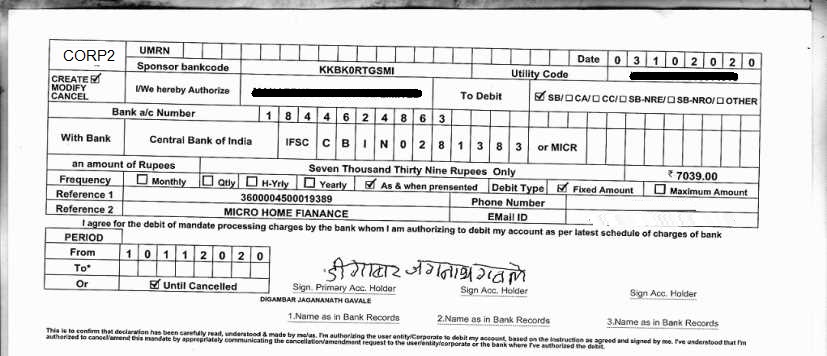 CORP2 UMRN Date 0 3 1 0 2 0 2 0
Sponsor bankcode KKBK0RTGSMI Utility Code
CREATE ☑
MODIFY
CANCEL
I/We hereby Authorize To Debit ☑ SB/ ☐ CA/ ☐ CC/ ☐ SB-NRE/ ☐ SB-NRO/ ☐ OTHER
Bank a/c Number 1 8 4 4 6 2 4 8 6 3
With Bank Central Bank of India IFSC C B I N 0 2 8 1 3 8 3 or MICR
an amount of Rupees Seven Thousand Thirty Nine Rupees Only ₹ 7039.00
Frequency ☐ Monthly ☐ Qtly ☐ H-Yrly ☐ Yearly ☑ As & when prensented Debit Type ☑ Fixed Amount ☐ Maximum Amount
Reference 1 3600004500019389 Phone Number
Reference 2 MICRO HOME FIANANCE EMail ID
I agree for the debit of mandate processing charges by the bank whom I am authorizing to debit my account as per latest schedule of charges of bank
PERIOD
From 1 0 1 1 2 0 2 0
To*
Or ☑ Until Cancelled
Sign. Primary Acc. Holder Sign Acc. Holder Sign Acc. Holder
DIGAMBAR JAGANANATH GAVALE
1.Name as in Bank Records 2.Name as in Bank Records 3.Name as in Bank Records
This is to confirm that declaration has been carefully read, understood & made by me/as. I'm authorizing the user entity/Corporate to debit my account, based on the instruction as agreed and signed by me. I've understood that I'm
authorized to cancel/amend this mandate by appropriately communicating the cancellation/amendment request to the user/entity/corporate or the bank where I've authorized the debit.